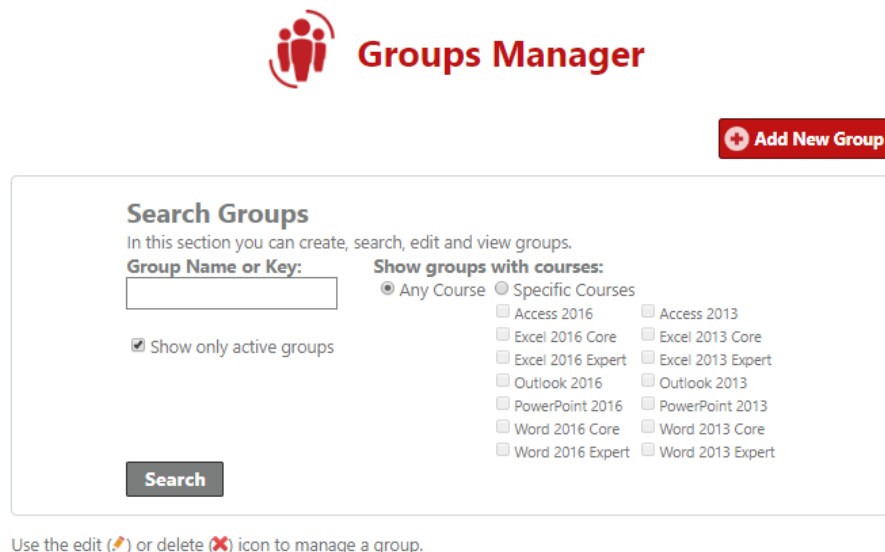 Groups Manager
Add New Group
Search Groups
In this section you can create, search, edit and view groups.
Group Name or Key: Show groups with courses:
Any Course Specific Courses
Access 2016 Access 2013
Excel 2016 Core Excel 2013 Core
Show only active groups
Excel 2016 Expert Excel 2013 Expert
Outlook 2016 Outlook 2013
PowerPoint 2016 PowerPoint 2013
Word 2016 Core Word 2013 Core
Word 2016 Expert Word 2013 Expert
Search
Use the edit () or delete () icon to manage a group.